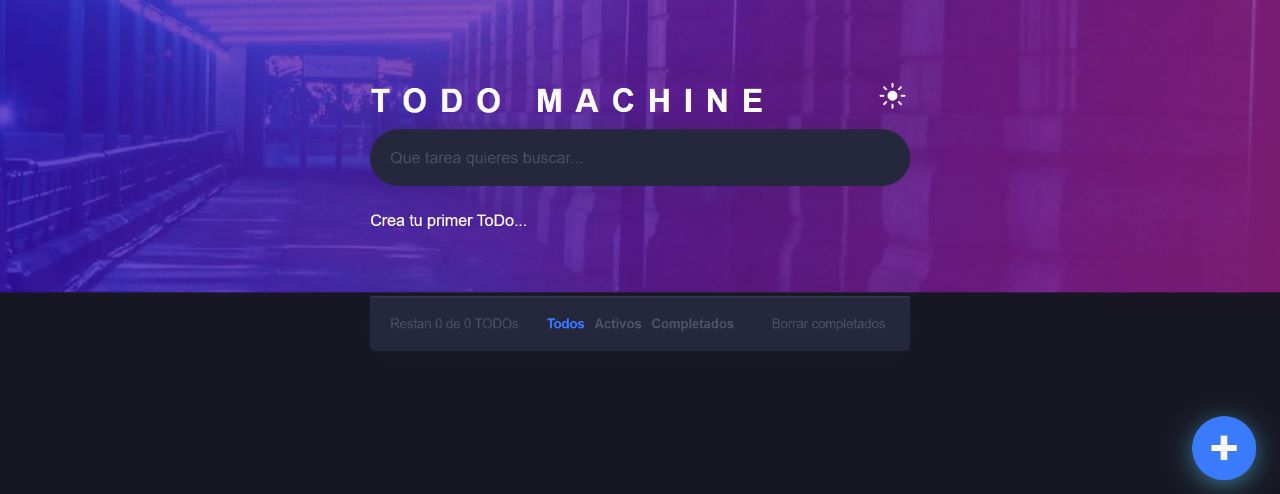 TODO MACHINE
Que tarea quieres buscar...
Crea tu primer ToDo...
Restan 0 de 0 TODOs Todos Activos Completados Borrar completados